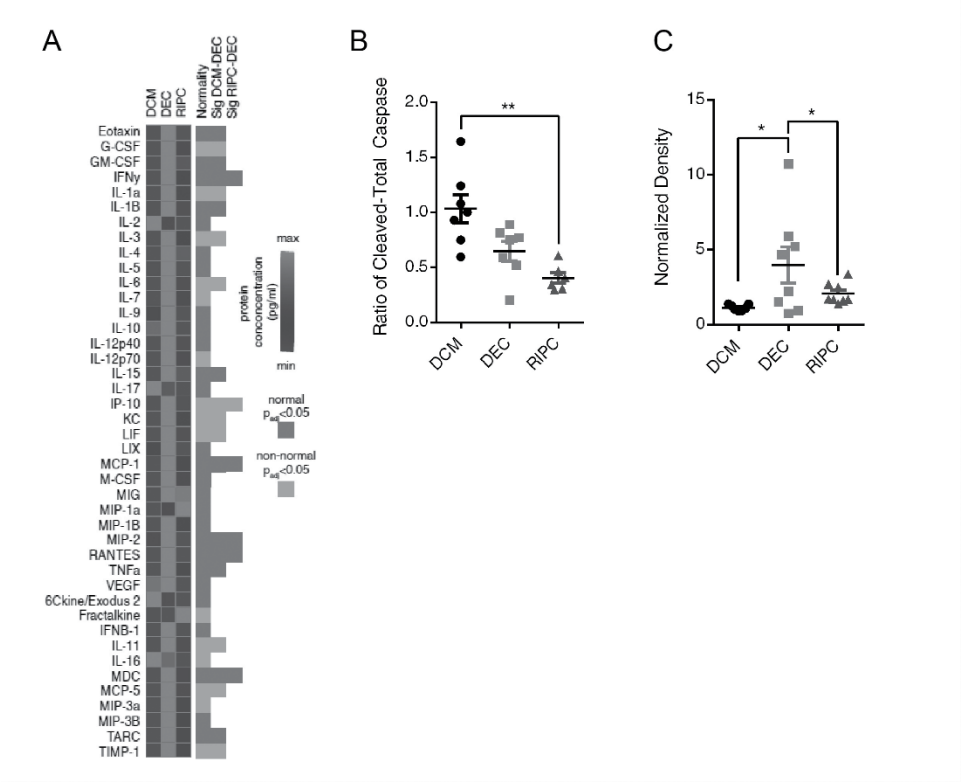 A
DCM
DEC
RIPC
Normality
Sig DCM-DEC
Sig RIPC-DEC
Eotaxin
G-CSF
GM-CSF
IFNy
IL-1a
IL-1B
IL-2
IL-3
IL-4
IL-5
IL-6
IL-7
IL-9
IL-10
IL-12p40
IL-12p70
IL-15
IL-17
IP-10
KC
LIF
LIX
MCP-1
M-CSF
MIG
MIP-1a
MIP-1B
MIP-2
RANTES
TNFa
VEGF
6Ckine/Exodus 2
Fractalkine
IFNB-1
IL-11
IL-16
MDC
MCP-5
MIP-3a
MIP-3B
TARC
TIMP-1
max
protein
conconcentration
(pg/ml)
min
normal
padj<0.05
non-normal
padj<0.05
B
Ratio of Cleaved-Total Caspase
2.0
1.5
1.0
0.5
0.0
**
DCM
DEC
RIPC
C
Normalized Density
15
10
5
0
*
*
DCM
DEC
RIPC